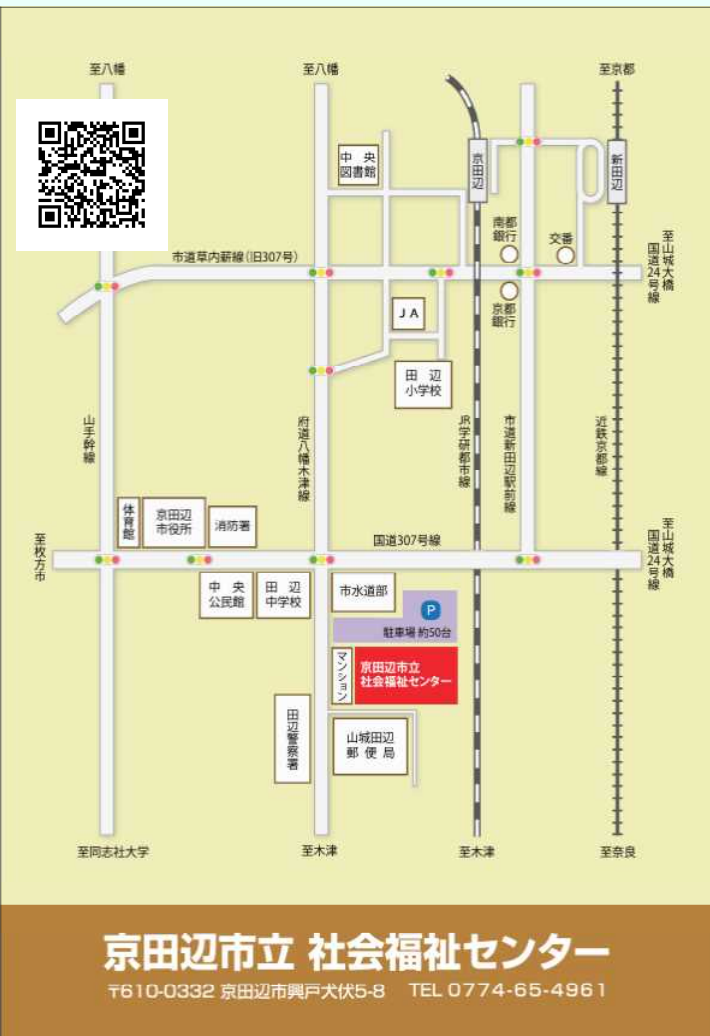 至八幡
至八幡
至京都
中央
図書館
京田辺
新田辺
南都
銀行
交番
市道草内薪線(旧307号)
至山城大橋
国道24号線
京都
銀行
JA
田辺
小学校
山手幹線
府道八幡木津線
JR学研都市線
市道新田辺駅前線
近鉄京都線
体育館
京田辺
市役所
消防署
至枚方市
国道307号線
至山城大橋
国道24号線
中央
公民館
田辺
中学校
市水道部
P
駐車場 約50台
マンション
京田辺市立
社会福祉センター
田辺警察署
山城田辺
郵便局
至同志社大学
至木津
至木津
至奈良
京田辺市立 社会福祉センター
〒610-0332 京田辺市興戸犬伏5-8 TEL 0774-65-4961